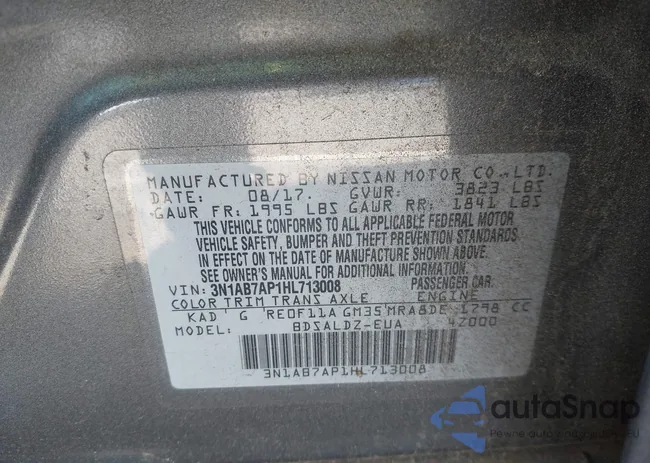 MANUFACTURED BY NISSAN MOTOR CO., LTD.
DATE: 08/17. GVWR: 3823 LBS
GAWR FR: 1995 LBS GAWR RR: 1841 LBS
THIS VEHICLE CONFORMS TO ALL APPLICABLE FEDERAL MOTOR
VEHICLE SAFETY, BUMPER AND THEFT PREVENTION STANDARDS
IN EFFECT ON THE DATE OF MANUFACTURE SHOWN ABOVE.
SEE OWNER'S MANUAL FOR ADDITIONAL INFORMATION
VIN: 3N1AB7AP1HL713008 PASSENGER CAR.
COLOR TRIM TRANS AXLE ENGINE
KAD G RE0F11A GM35 MRA8DE 1798 CC
MODEL: BDSALDZ-EUA 4Z000
3N1AB7AP1HL713008
autoSnap